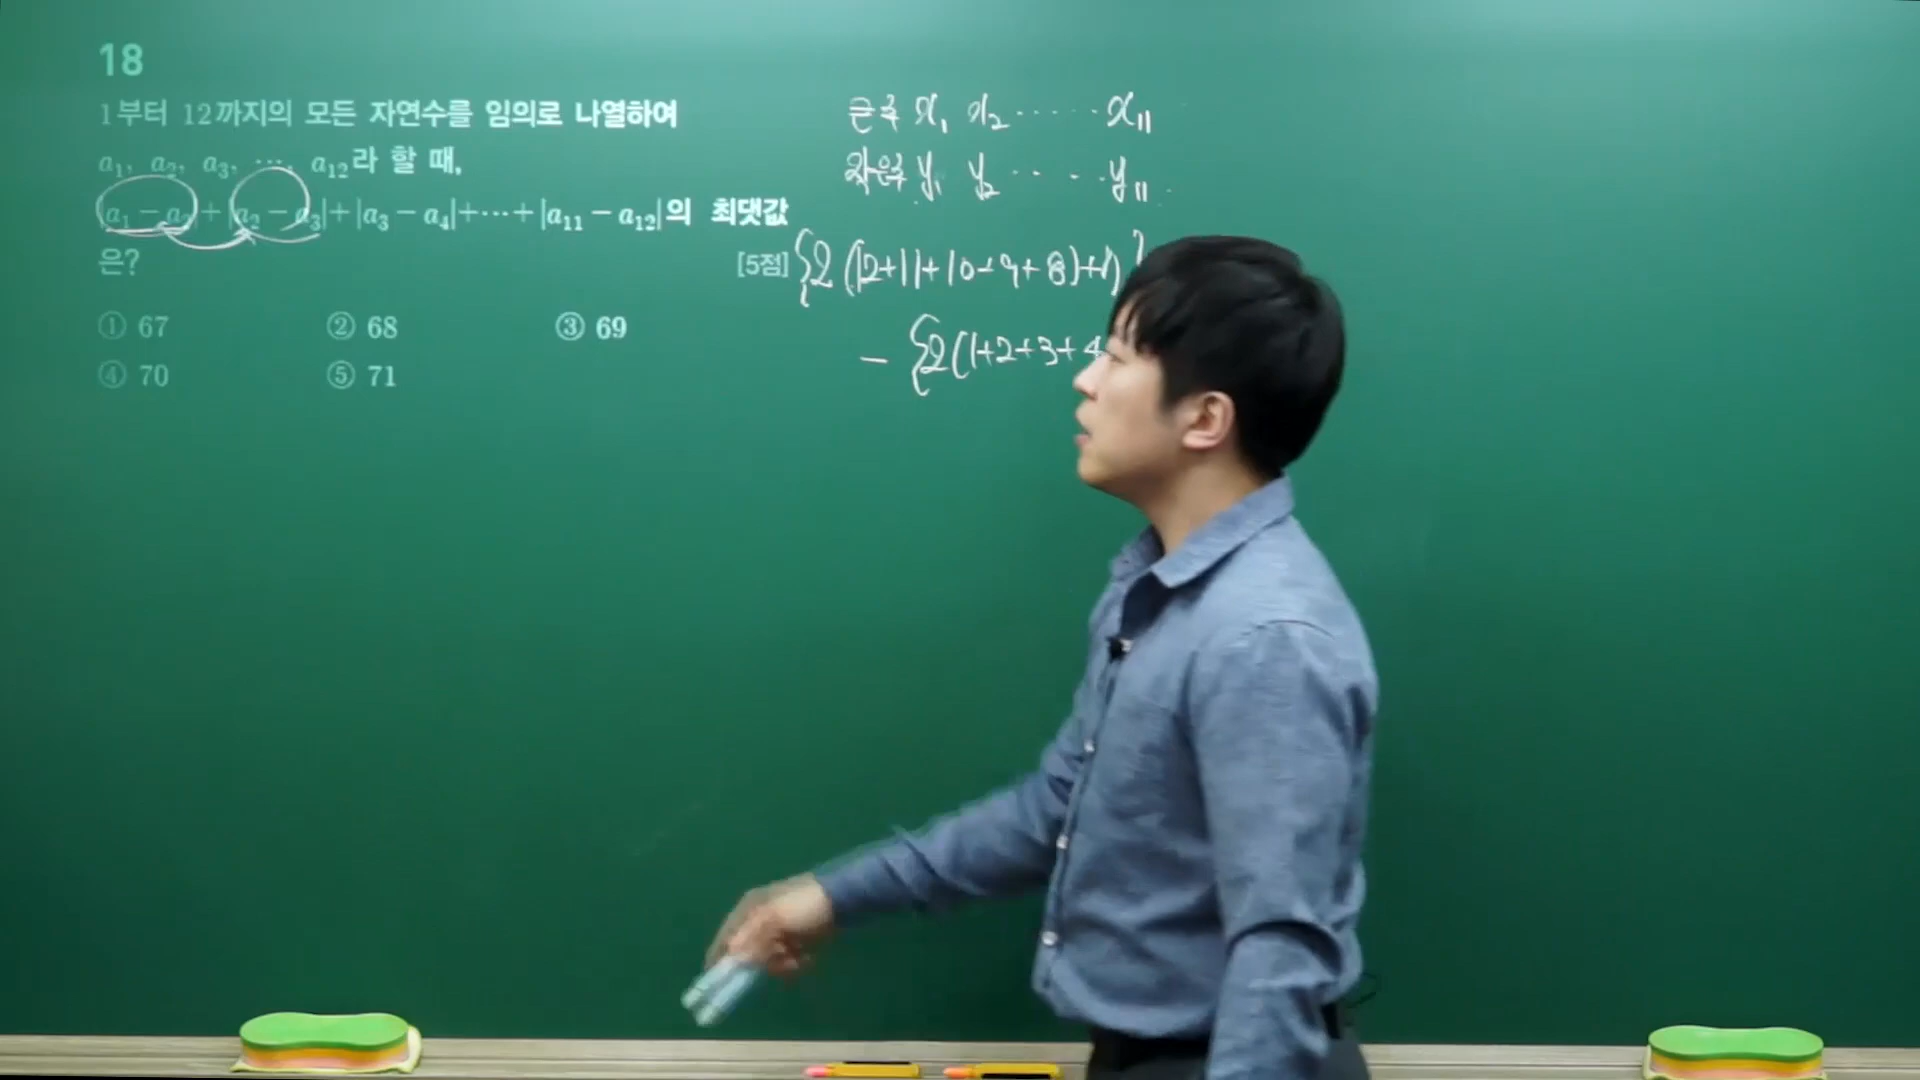 18
1부터 12까지의 모든 자연수를 임의로 나열하여
a₁, a₂, a₃, ⋯, a₁₂라 할 때,
|a₁ − a₂|+|a₂ − a₃|+|a₃ − a₄|+⋯+|a₁₁ − a₁₂|의 최댓값
은?
[5점]
① 67 ② 68 ③ 69
④ 70 ⑤ 71
큰수 x₁ x₂ ⋯⋯ x₁₁
작은수 y₁ y₂ ⋯⋯ y₁₁
{2(12+11+10+9+8)+7}
− {2(1+2+3+4